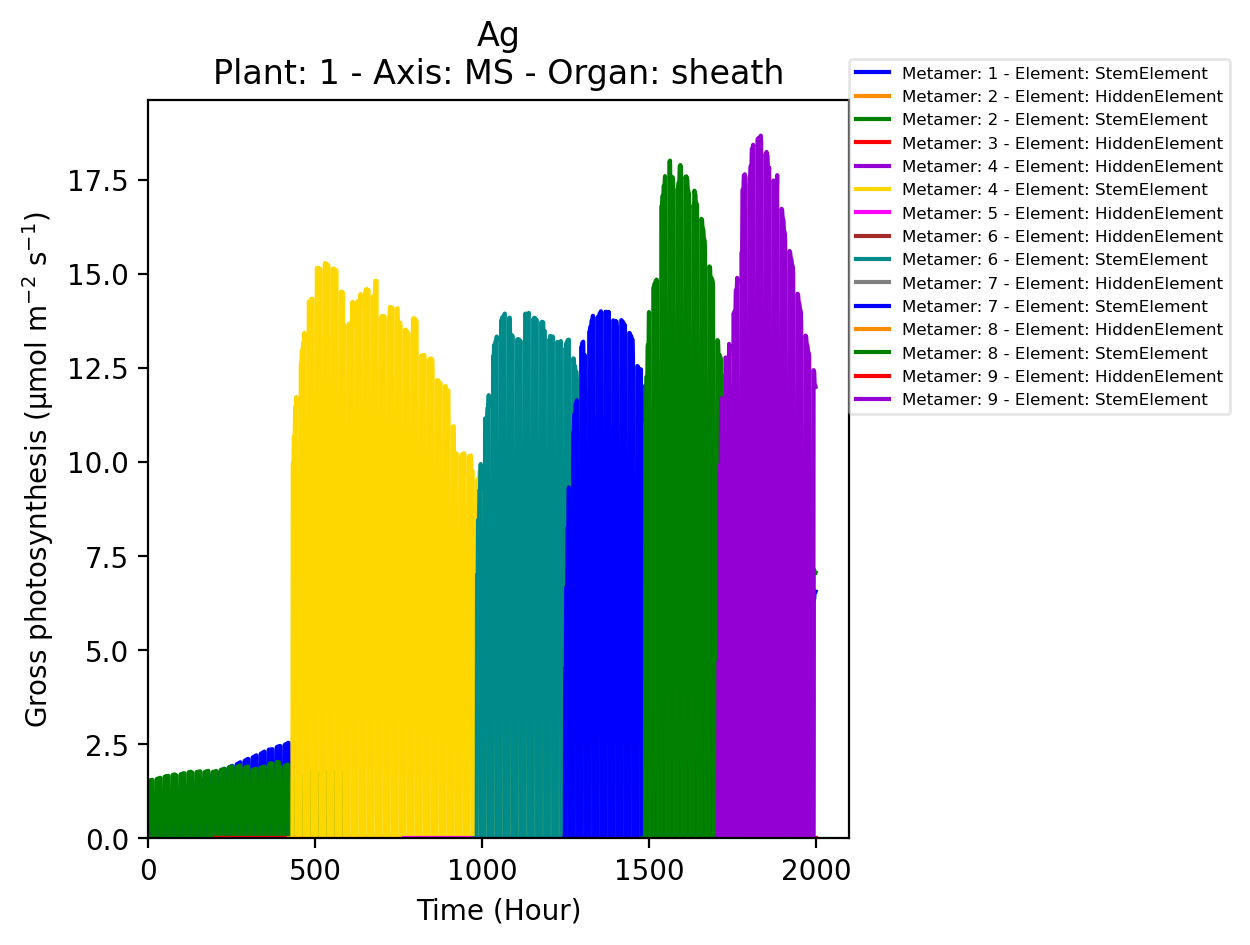 Ag
Plant: 1 - Axis: MS - Organ: sheath
Gross photosynthesis (µmol m⁻² s⁻¹)
17.5
15.0
12.5
10.0
7.5
5.0
2.5
0.0
0 500 1000 1500 2000
Time (Hour)
Metamer: 1 - Element: StemElement
Metamer: 2 - Element: HiddenElement
Metamer: 2 - Element: StemElement
Metamer: 3 - Element: HiddenElement
Metamer: 4 - Element: HiddenElement
Metamer: 4 - Element: StemElement
Metamer: 5 - Element: HiddenElement
Metamer: 6 - Element: HiddenElement
Metamer: 6 - Element: StemElement
Metamer: 7 - Element: HiddenElement
Metamer: 7 - Element: StemElement
Metamer: 8 - Element: HiddenElement
Metamer: 8 - Element: StemElement
Metamer: 9 - Element: HiddenElement
Metamer: 9 - Element: StemElement